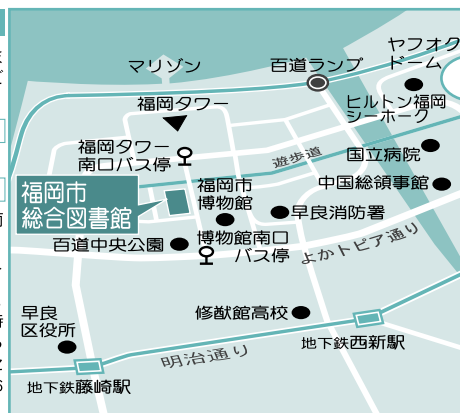 マリゾン
百道ランプ
ヤフオク
ドーム
福岡タワー
ヒルトン福岡
シーホーク
福岡タワー
南口バス停
遊歩道
国立病院
中国総領事館
福岡市
総合図書館
福岡市
博物館
早良消防署
百道中央公園
博物館南口
バス停
よかトピア通り
早良
区役所
修猷館高校
明治通り
地下鉄西新駅
地下鉄藤崎駅